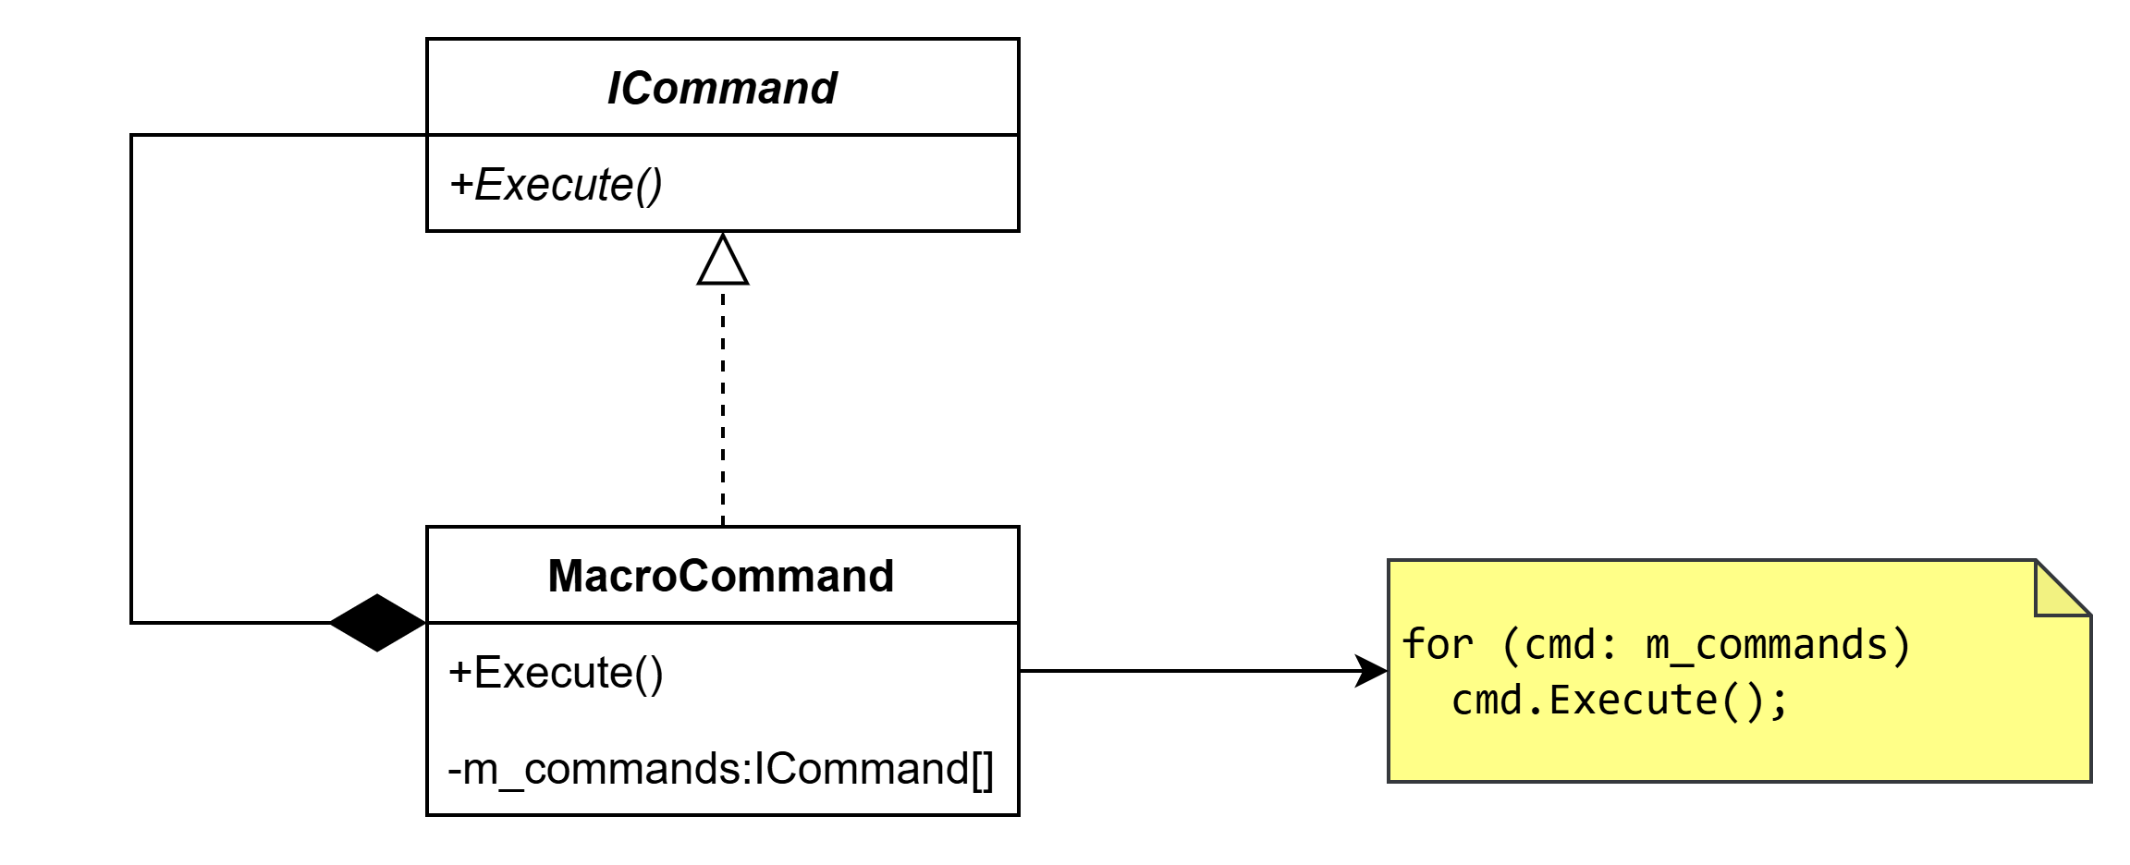 ICommand
+Execute()
MacroCommand
+Execute()
-m_commands:ICommand[]
for (cmd: m_commands)
  cmd.Execute();